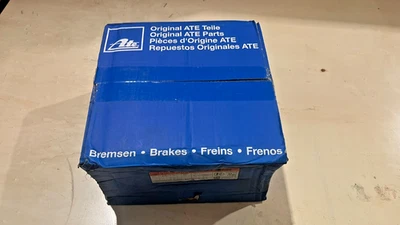 Original ATE Teile
Original ATE Parts
Pièces d'Origine ATE
Repuestos Originales ATE
Ate
Bremsen • Brakes • Freins • Frenos